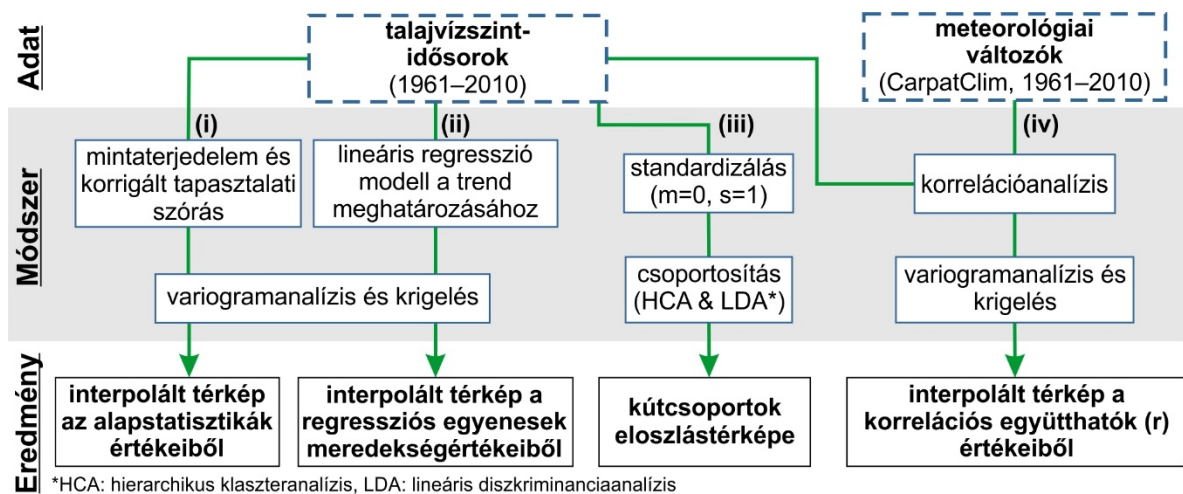 Adat
talajvízszint-
idősorok
(1961–2010)
meteorológiai
változók
(CarpatClim, 1961–2010)
Módszer
(i)
(ii)
(iii)
(iv)
mintaterjedelem és
korrigált tapasztalati
szórás
lineáris regresszió
modell a trend
meghatározásához
standardizálás
(m=0, s=1)
korrelációanalízis
variogramanalízis és krigelés
csoportosítás
(HCA & LDA*)
variogramanalízis és
krigelés
Eredmény
interpolált térkép
az alapstatisztikák
értékeiből
interpolált térkép a
regressziós egyenesek
meredekségértékeiből
kútcsoportok
eloszlástérképe
interpolált térkép a
korrelációs együtthatók (r)
értékeiből
*HCA: hierarchikus klaszteranalízis, LDA: lineáris diszkriminanciaanalízis